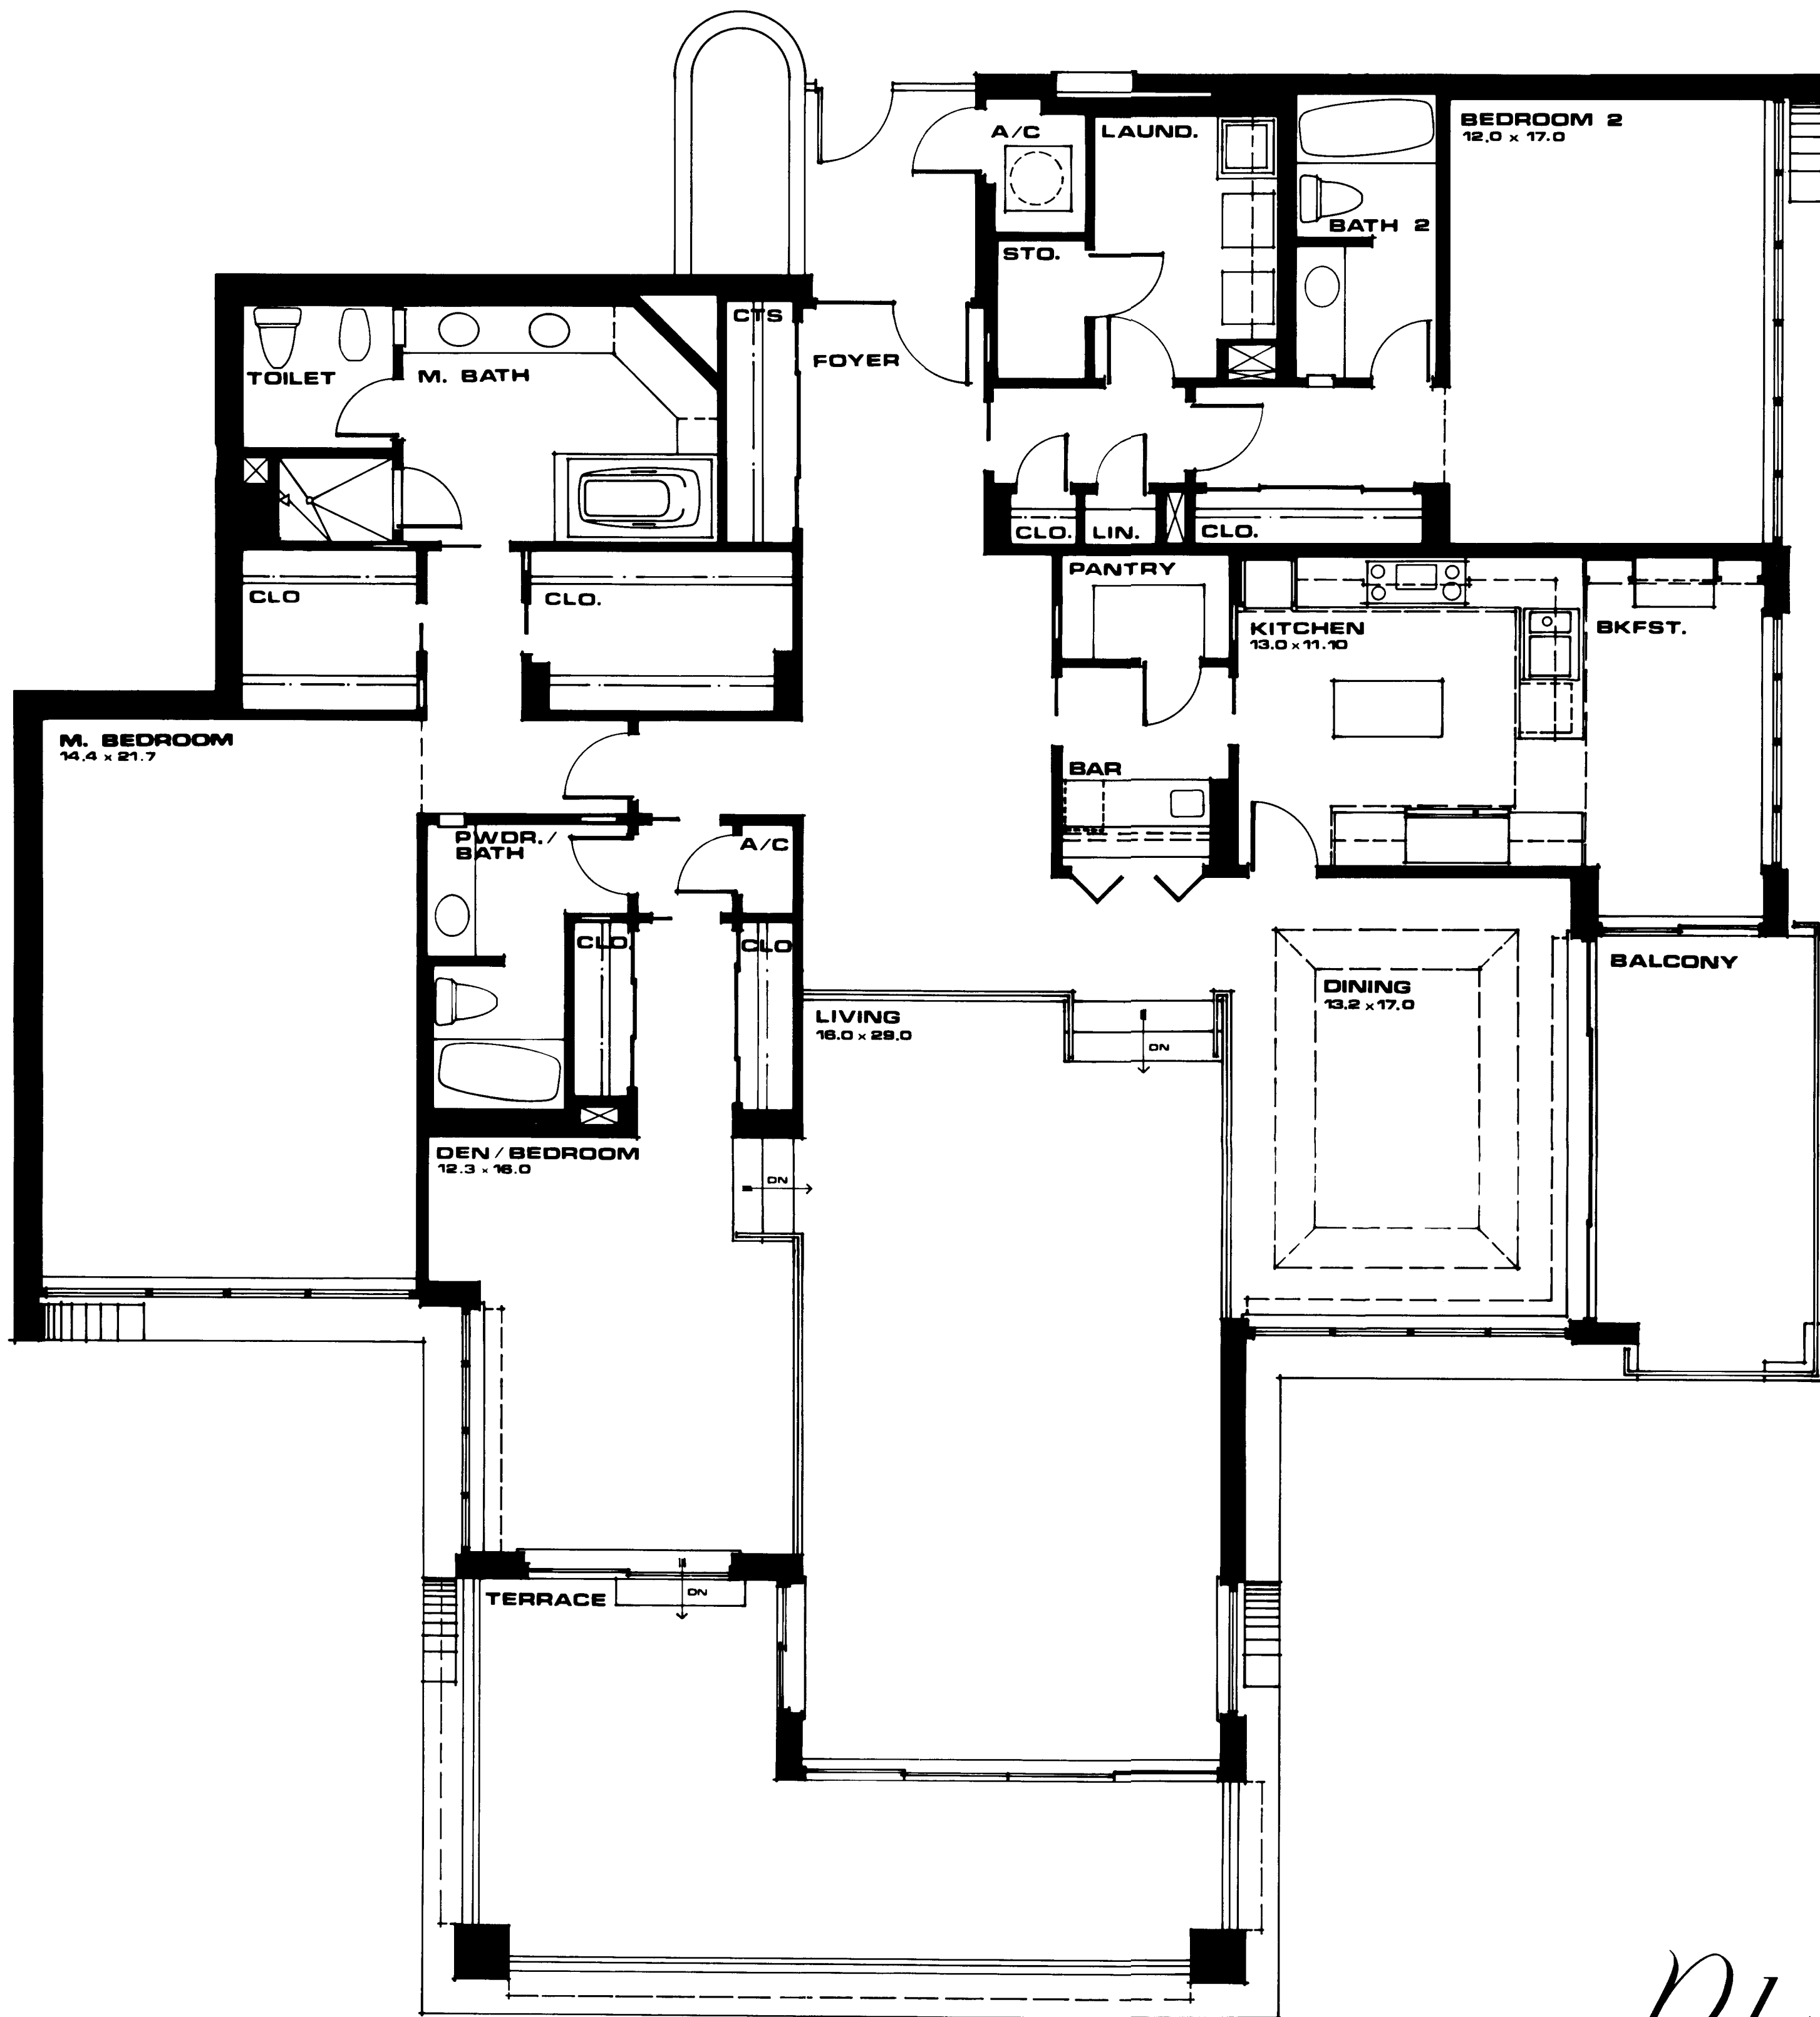 A/C
LAUND.
BEDROOM 2
12.0 x 17.0
BATH 2
STO.
CTS
FOYER
TOILET
M. BATH
CLO.
LIN.
CLO.
PANTRY
CLO
CLO.
KITCHEN
13.0 x 11.10
BKFST.
M. BEDROOM
14.4 x 21.7
BAR
PWDR./
BATH
A/C
CLO.
CLO
BALCONY
DINING
13.2 x 17.0
LIVING
16.0 x 29.0
DN
DEN / BEDROOM
12.3 x 16.0
DN
TERRACE
DN